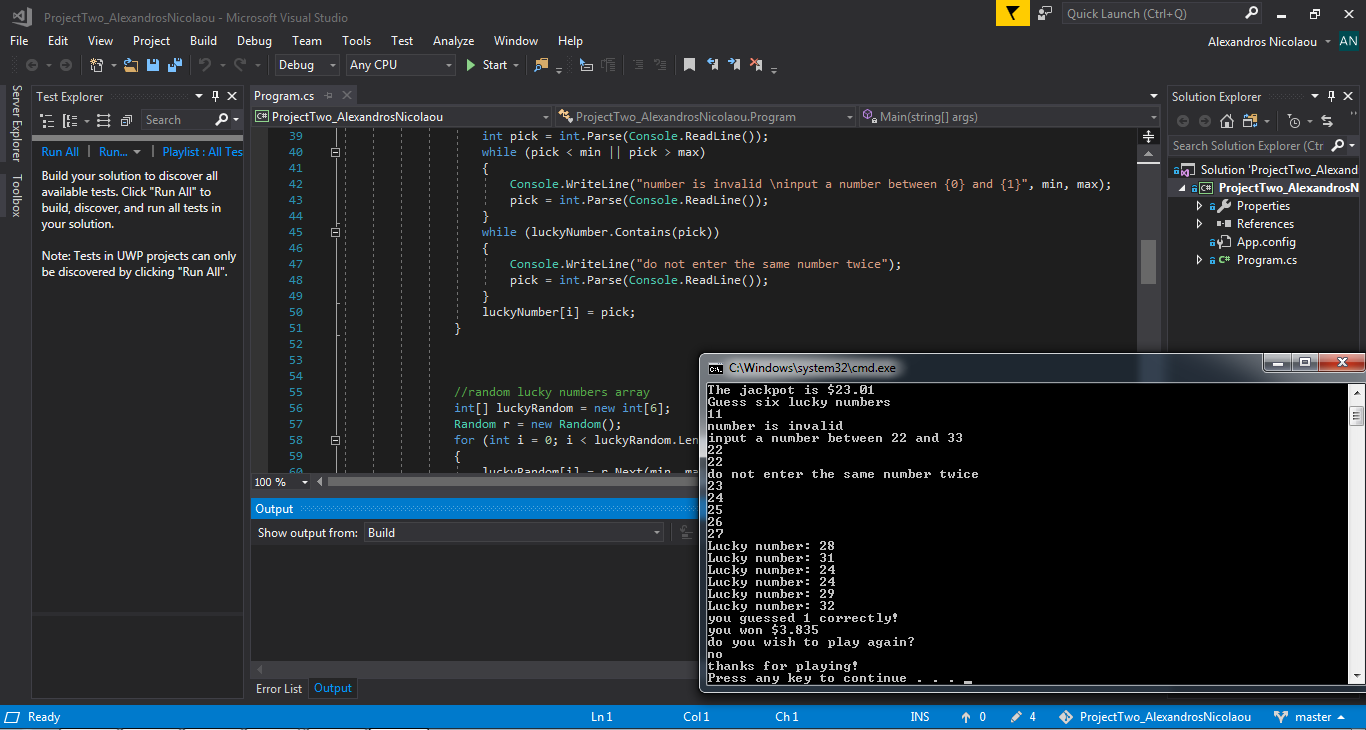 ProjectTwo_AlexandrosNicolaou - Microsoft Visual Studio
Quick Launch (Ctrl+Q)
File Edit View Project Build Debug Team Tools Test Analyze Window Help
Alexandros Nicolaou AN
Debug Any CPU Start
Server Explorer
Toolbox
Test Explorer
Search
Run All | Run... | Playlist : All Tes
Build your solution to discover all
available tests. Click "Run All" to
build, discover, and run all tests in
your solution.
Note: Tests in UWP projects can only
be discovered by clicking "Run All".
Program.cs
C# ProjectTwo_AlexandrosNicolaou ProjectTwo_AlexandrosNicolaou.Program Main(string[] args)
39 int pick = int.Parse(Console.ReadLine());
40 while (pick < min || pick > max)
41 {
42 Console.WriteLine("number is invalid \ninput a number between {0} and {1}", min, max);
43 pick = int.Parse(Console.ReadLine());
44 }
45 while (luckyNumber.Contains(pick))
46 {
47 Console.WriteLine("do not enter the same number twice");
48 pick = int.Parse(Console.ReadLine());
49 }
50 luckyNumber[i] = pick;
51 }
52
53
54
55 //random lucky numbers array
56 int[] luckyRandom = new int[6];
57 Random r = new Random();
58 for (int i = 0; i < luckyRandom.Len
59 {
60 luckyRandom[i] = r.Next(min, ma
100 %
Output
Show output from: Build
Error List Output
Solution Explorer
Search Solution Explorer (Ctr
Solution 'ProjectTwo_Alexand
C# ProjectTwo_AlexandrosN
Properties
References
App.config
C# Program.cs
C:\Windows\system32\cmd.exe
The jackpot is $23.01
Guess six lucky numbers
11
number is invalid
input a number between 22 and 33
22
22
do not enter the same number twice
23
24
25
26
27
Lucky number: 28
Lucky number: 31
Lucky number: 24
Lucky number: 24
Lucky number: 29
Lucky number: 32
you guessed 1 correctly!
you won $3.835
do you wish to play again?
no
thanks for playing!
Press any key to continue . . . _
Ready Ln 1 Col 1 Ch 1 INS 0 4 ProjectTwo_AlexandrosNicolaou master